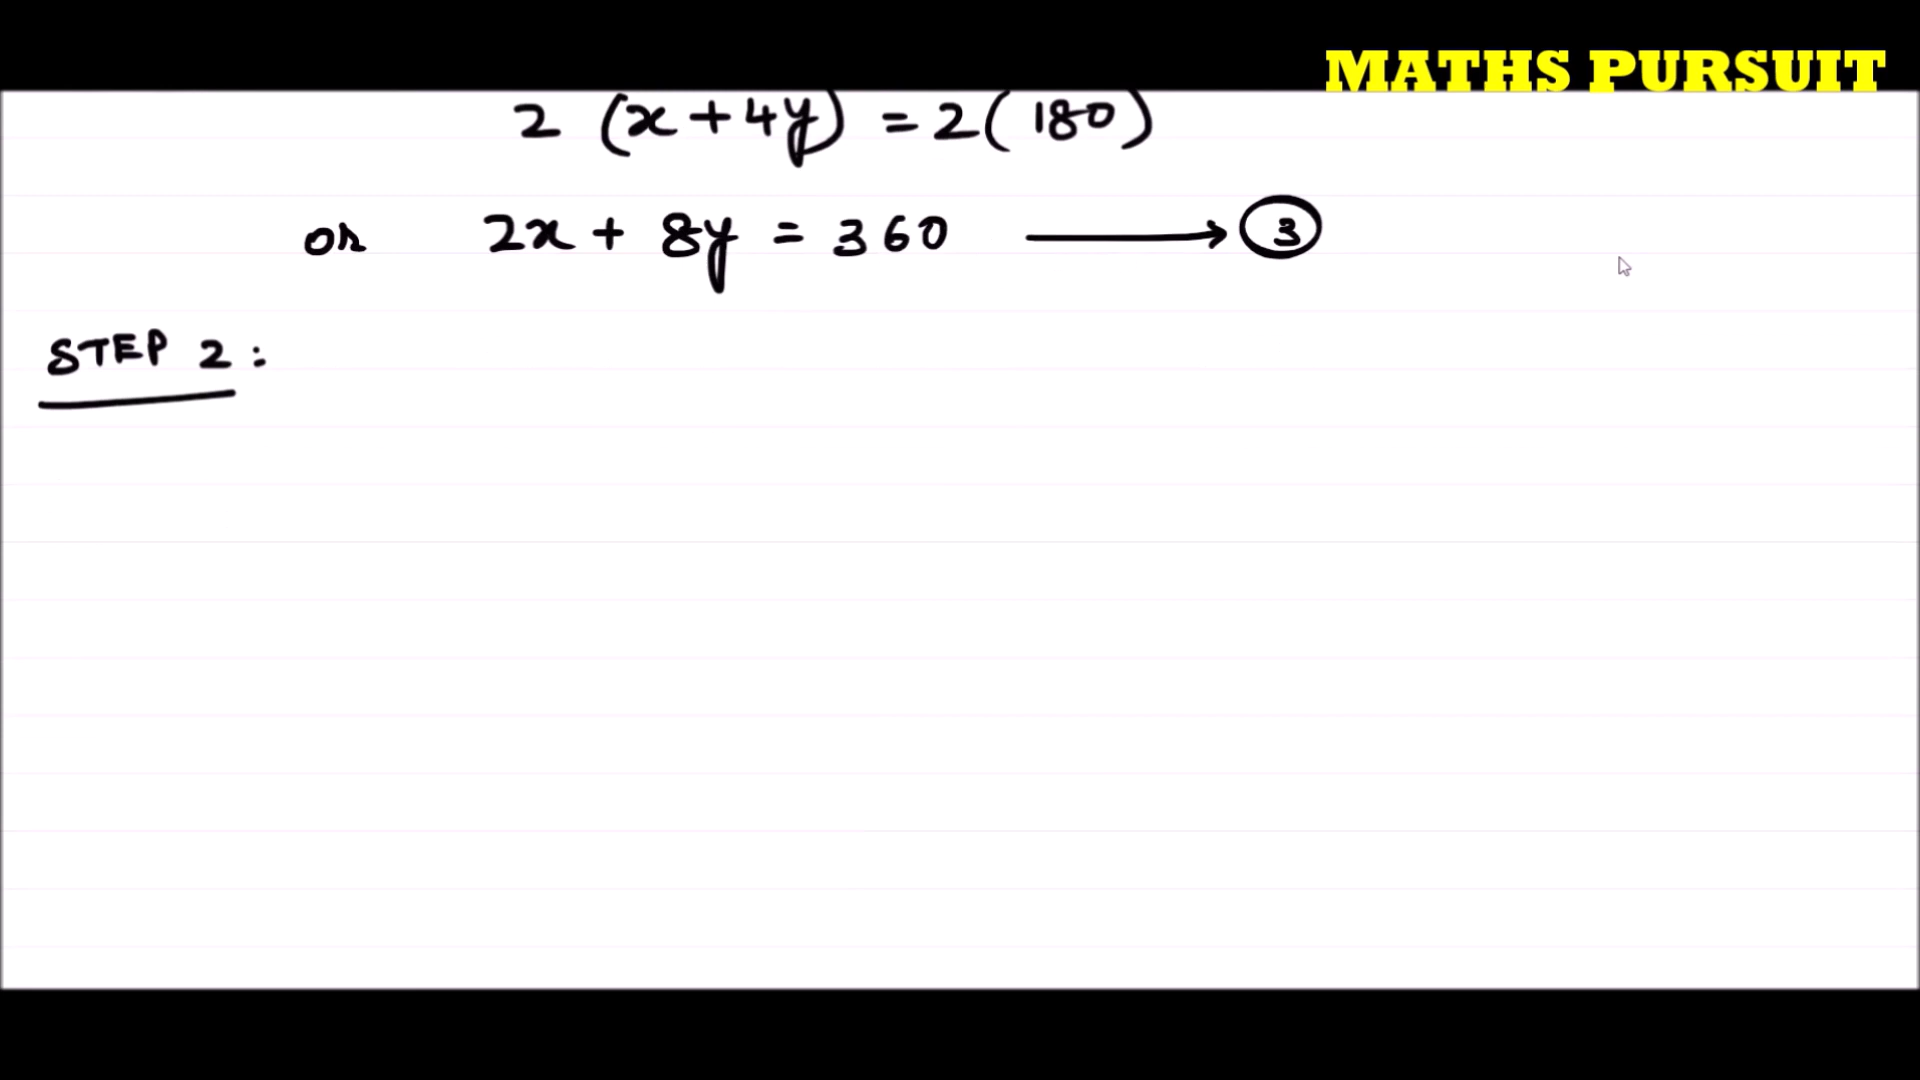 MATHS PURSUIT
2 (x + 4y) = 2( 180 )
or 2x + 8y = 360 ⟶ ③
STEP 2 :